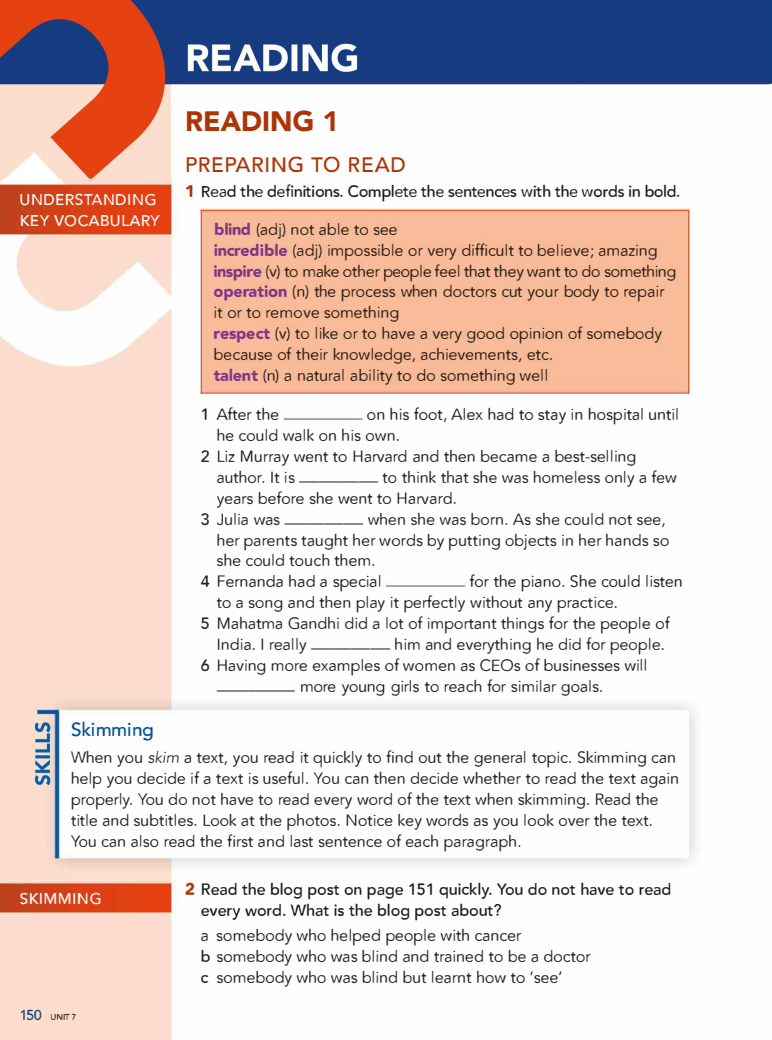 READING
READING 1
PREPARING TO READ
UNDERSTANDING
KEY VOCABULARY
1 Read the definitions. Complete the sentences with the words in bold.
blind (adj) not able to see
incredible (adj) impossible or very difficult to believe; amazing
inspire (v) to make other people feel that they want to do something
operation (n) the process when doctors cut your body to repair
it or to remove something
respect (v) to like or to have a very good opinion of somebody
because of their knowledge, achievements, etc.
talent (n) a natural ability to do something well
1 After the __________ on his foot, Alex had to stay in hospital until
he could walk on his own.
2 Liz Murray went to Harvard and then became a best-selling
author. It is __________ to think that she was homeless only a few
years before she went to Harvard.
3 Julia was __________ when she was born. As she could not see,
her parents taught her words by putting objects in her hands so
she could touch them.
4 Fernanda had a special __________ for the piano. She could listen
to a song and then play it perfectly without any practice.
5 Mahatma Gandhi did a lot of important things for the people of
India. I really __________ him and everything he did for people.
6 Having more examples of women as CEOs of businesses will
__________ more young girls to reach for similar goals.
SKILLS
Skimming
When you skim a text, you read it quickly to find out the general topic. Skimming can
help you decide if a text is useful. You can then decide whether to read the text again
properly. You do not have to read every word of the text when skimming. Read the
title and subtitles. Look at the photos. Notice key words as you look over the text.
You can also read the first and last sentence of each paragraph.
SKIMMING
2 Read the blog post on page 151 quickly. You do not have to read
every word. What is the blog post about?
a somebody who helped people with cancer
b somebody who was blind and trained to be a doctor
c somebody who was blind but learnt how to 'see'
150 UNIT 7